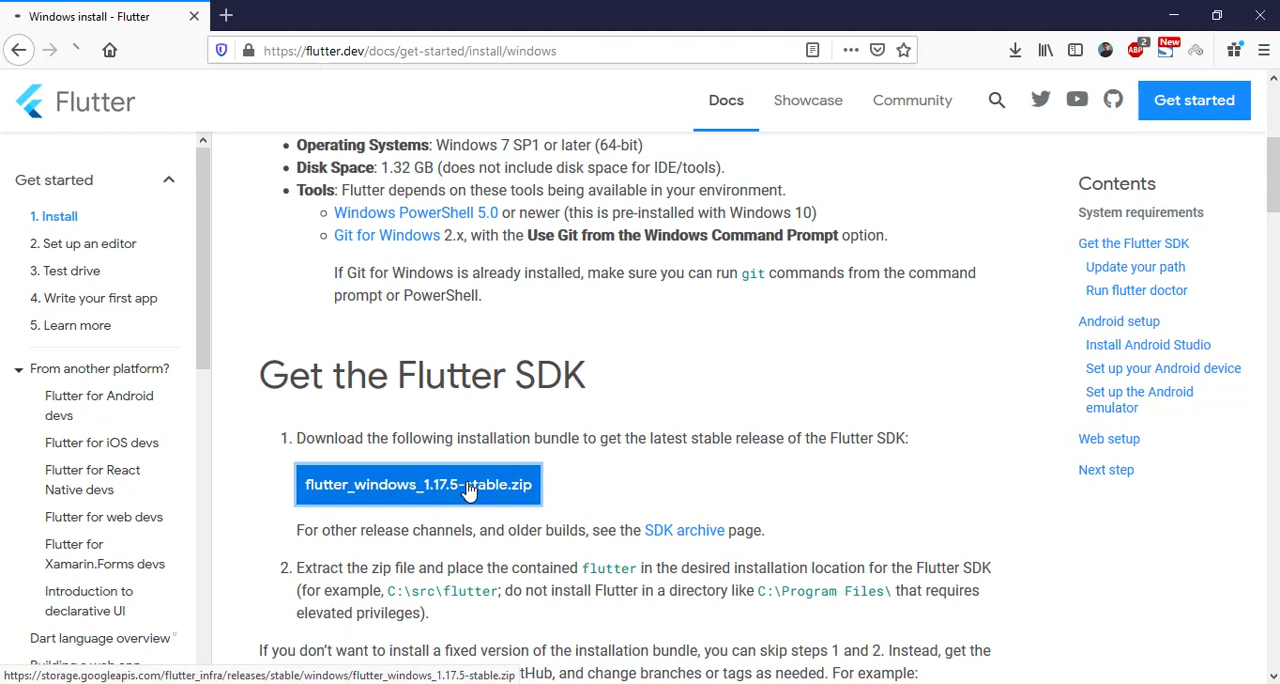 Windows install - Flutter
https://flutter.dev/docs/get-started/install/windows
ABP
2
New
Flutter
Docs
Showcase
Community
Get started
Get started
1. Install
2. Set up an editor
3. Test drive
4. Write your first app
5. Learn more
From another platform?
Flutter for Android
devs
Flutter for iOS devs
Flutter for React
Native devs
Flutter for web devs
Flutter for
Xamarin.Forms devs
Introduction to
declarative UI
Dart language overview
Building a web app
• Operating Systems: Windows 7 SP1 or later (64-bit)
• Disk Space: 1.32 GB (does not include disk space for IDE/tools).
• Tools: Flutter depends on these tools being available in your environment.
○ Windows PowerShell 5.0 or newer (this is pre-installed with Windows 10)
○ Git for Windows 2.x, with the Use Git from the Windows Command Prompt option.
If Git for Windows is already installed, make sure you can run git commands from the command
prompt or PowerShell.
Get the Flutter SDK
1. Download the following installation bundle to get the latest stable release of the Flutter SDK:
flutter_windows_1.17.5-stable.zip
For other release channels, and older builds, see the SDK archive page.
2. Extract the zip file and place the contained flutter in the desired installation location for the Flutter SDK
(for example, C:\src\flutter; do not install Flutter in a directory like C:\Program Files\ that requires
elevated privileges).
If you don't want to install a fixed version of the installation bundle, you can skip steps 1 and 2. Instead, get the
tHub, and change branches or tags as needed. For example:
Contents
System requirements
Get the Flutter SDK
Update your path
Run flutter doctor
Android setup
Install Android Studio
Set up your Android device
Set up the Android
emulator
Web setup
Next step
https://storage.googleapis.com/flutter_infra/releases/stable/windows/flutter_windows_1.17.5-stable.zip